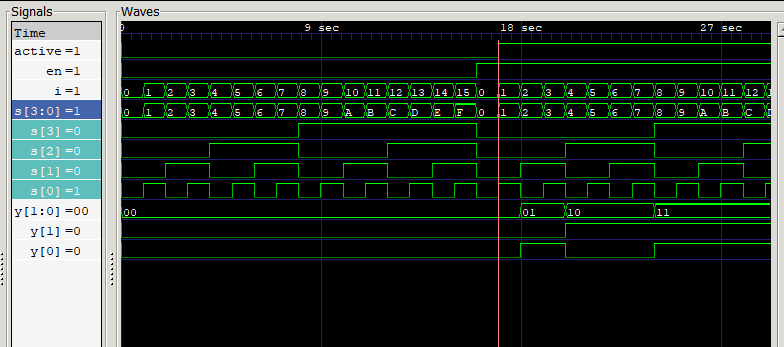 Signals Waves
Time 0 9 sec 18 sec 27 sec
active=1
en=1
i=1 0 1 2 3 4 5 6 7 8 9 10 11 12 13 14 15 0 1 2 3 4 5 6 7 8 9 10 11 12 1
s[3:0]=1 0 1 2 3 4 5 6 7 8 9 A B C D E F 0 1 2 3 4 5 6 7 8 9 A B C D
s[3]=0
s[2]=0
s[1]=0
s[0]=1
y[1:0]=00 00 01 10 11
y[1]=0
y[0]=0